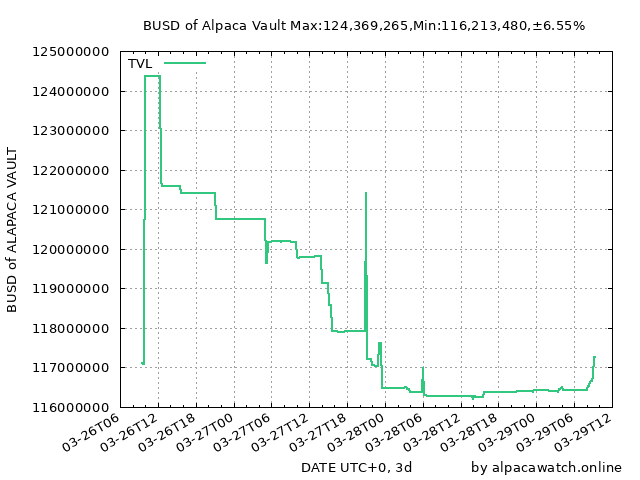 BUSD of Alpaca Vault Max:124,369,265,Min:116,213,480,±6.55%
TVL
BUSD of ALAPACA VAULT
125000000
124000000
123000000
122000000
121000000
120000000
119000000
118000000
117000000
116000000
03-26T06
03-26T12
03-26T18
03-27T00
03-27T06
03-27T12
03-27T18
03-28T00
03-28T06
03-28T12
03-28T18
03-29T00
03-29T06
03-29T12
DATE UTC+0, 3d
by alpacawatch.online